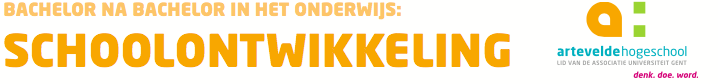 BACHELOR NA BACHELOR IN HET ONDERWIJS:
SCHOOLONTWIKKELING
arteveldehogeschool
LID VAN DE ASSOCIATIE UNIVERSITEIT GENT
denk. doe. word.